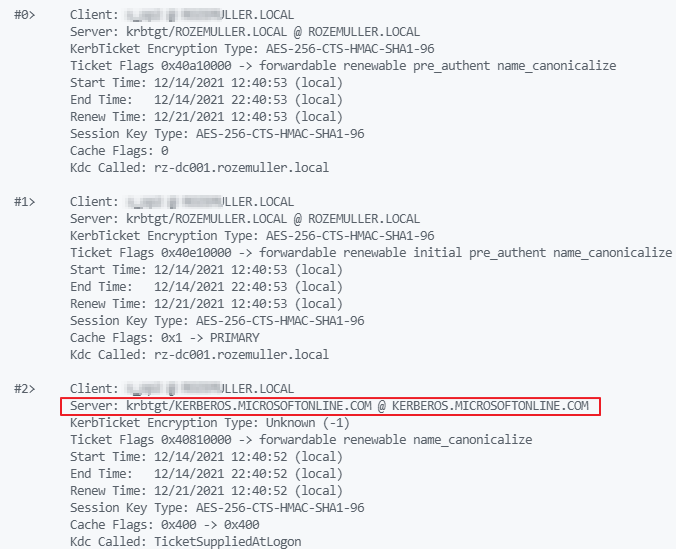 #0> Client: @ ROZEMULLER.LOCAL
Server: krbtgt/ROZEMULLER.LOCAL @ ROZEMULLER.LOCAL
KerbTicket Encryption Type: AES-256-CTS-HMAC-SHA1-96
Ticket Flags 0x40a10000 -> forwardable renewable pre_authent name_canonicalize
Start Time: 12/14/2021 12:40:53 (local)
End Time: 12/14/2021 22:40:53 (local)
Renew Time: 12/21/2021 12:40:53 (local)
Session Key Type: AES-256-CTS-HMAC-SHA1-96
Cache Flags: 0
Kdc Called: rz-dc001.rozemuller.local
#1> Client: @ ROZEMULLER.LOCAL
Server: krbtgt/ROZEMULLER.LOCAL @ ROZEMULLER.LOCAL
KerbTicket Encryption Type: AES-256-CTS-HMAC-SHA1-96
Ticket Flags 0x40e10000 -> forwardable renewable initial pre_authent name_canonicalize
Start Time: 12/14/2021 12:40:53 (local)
End Time: 12/14/2021 22:40:53 (local)
Renew Time: 12/21/2021 12:40:53 (local)
Session Key Type: AES-256-CTS-HMAC-SHA1-96
Cache Flags: 0x1 -> PRIMARY
Kdc Called: rz-dc001.rozemuller.local
#2> Client: @ ROZEMULLER.LOCAL
Server: krbtgt/KERBEROS.MICROSOFTONLINE.COM @ KERBEROS.MICROSOFTONLINE.COM
KerbTicket Encryption Type: Unknown (-1)
Ticket Flags 0x40810000 -> forwardable renewable name_canonicalize
Start Time: 12/14/2021 12:40:52 (local)
End Time: 12/14/2021 22:40:52 (local)
Renew Time: 12/21/2021 12:40:52 (local)
Session Key Type: AES-256-CTS-HMAC-SHA1-96
Cache Flags: 0x400 -> 0x400
Kdc Called: TicketSuppliedAtLogon